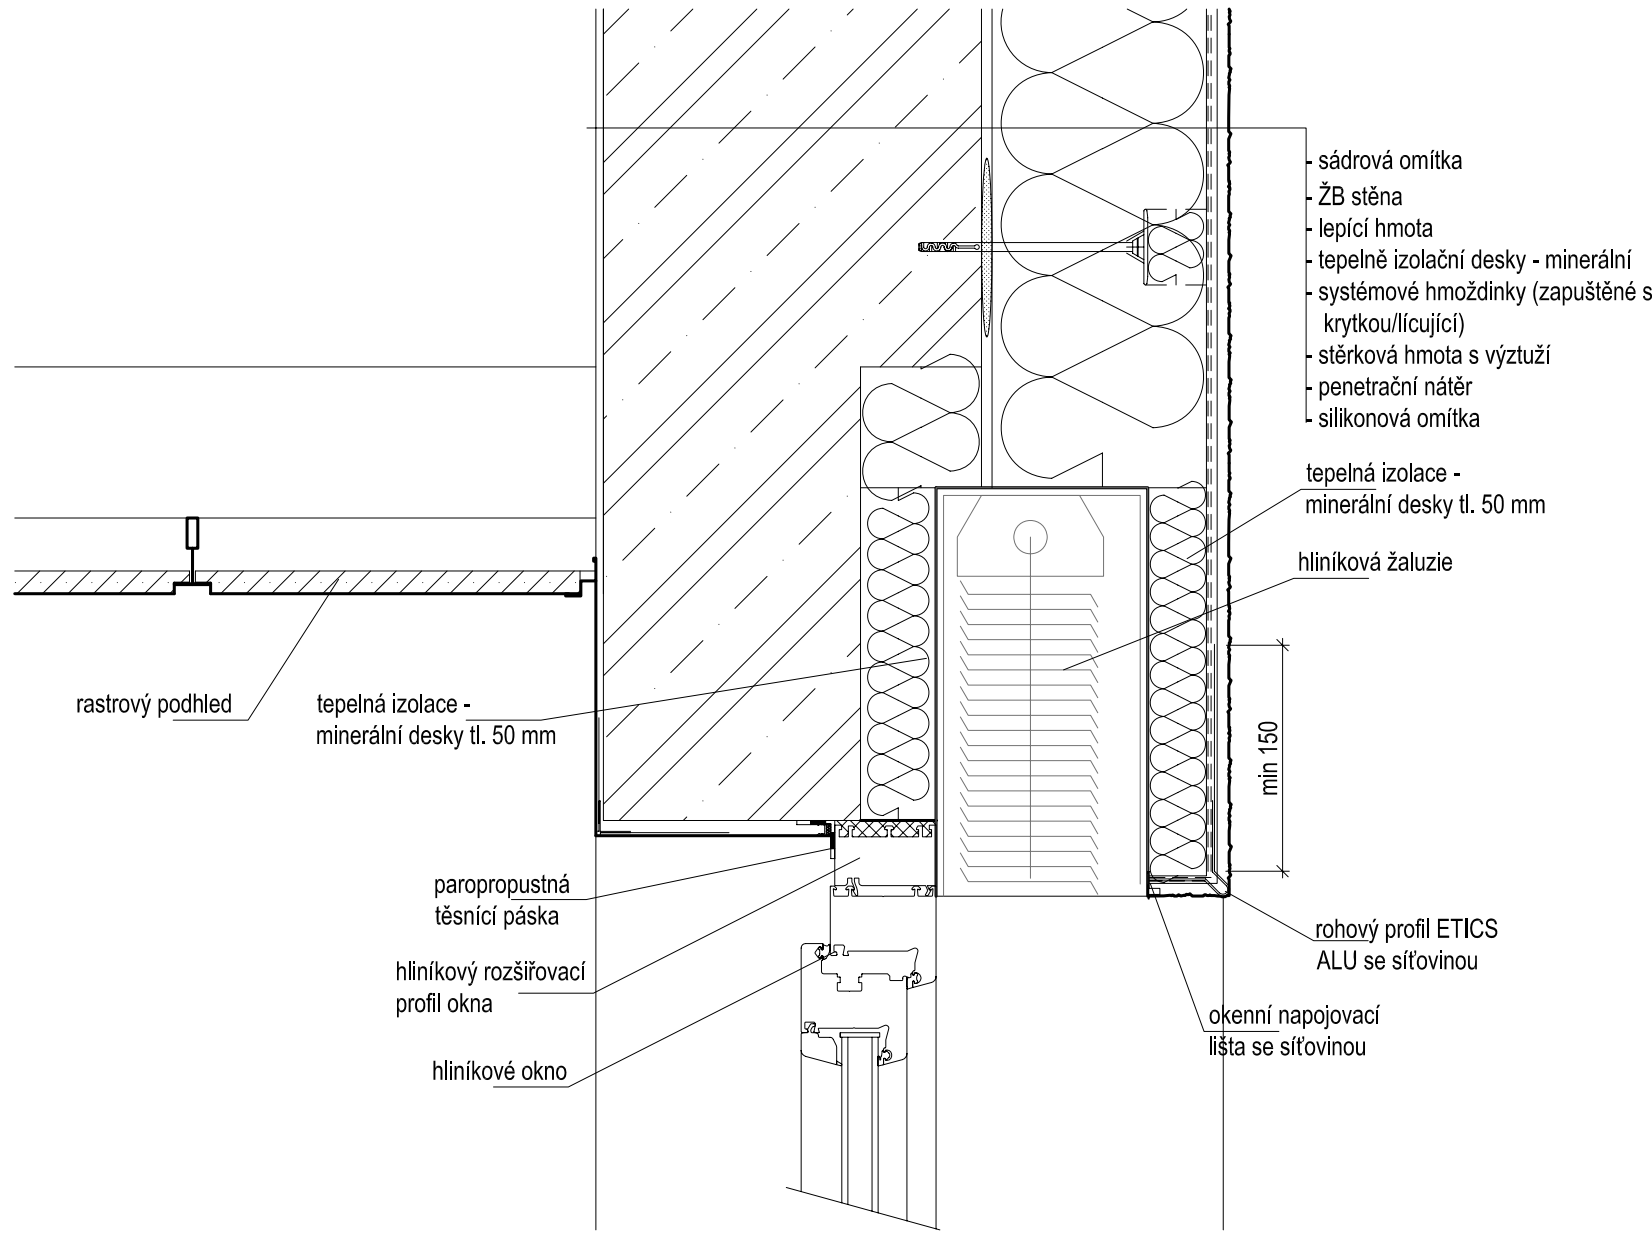 - sádrová omítka
- ŽB stěna
- lepící hmota
- tepelně izolační desky - minerální
- systémové hmoždinky (zapuštěné s
krytkou/lícující)
- stěrková hmota s výztuží
- penetrační nátěr
- silikonová omítka
tepelná izolace -
minerální desky tl. 50 mm
hliníková žaluzie
rastrový podhled
tepelná izolace -
minerální desky tl. 50 mm
min 150
paropropustná
těsnící páska
hliníkový rozšiřovací
profil okna
hliníkové okno
rohový profil ETICS
ALU se síťovinou
okenní napojovací
lišta se síťovinou